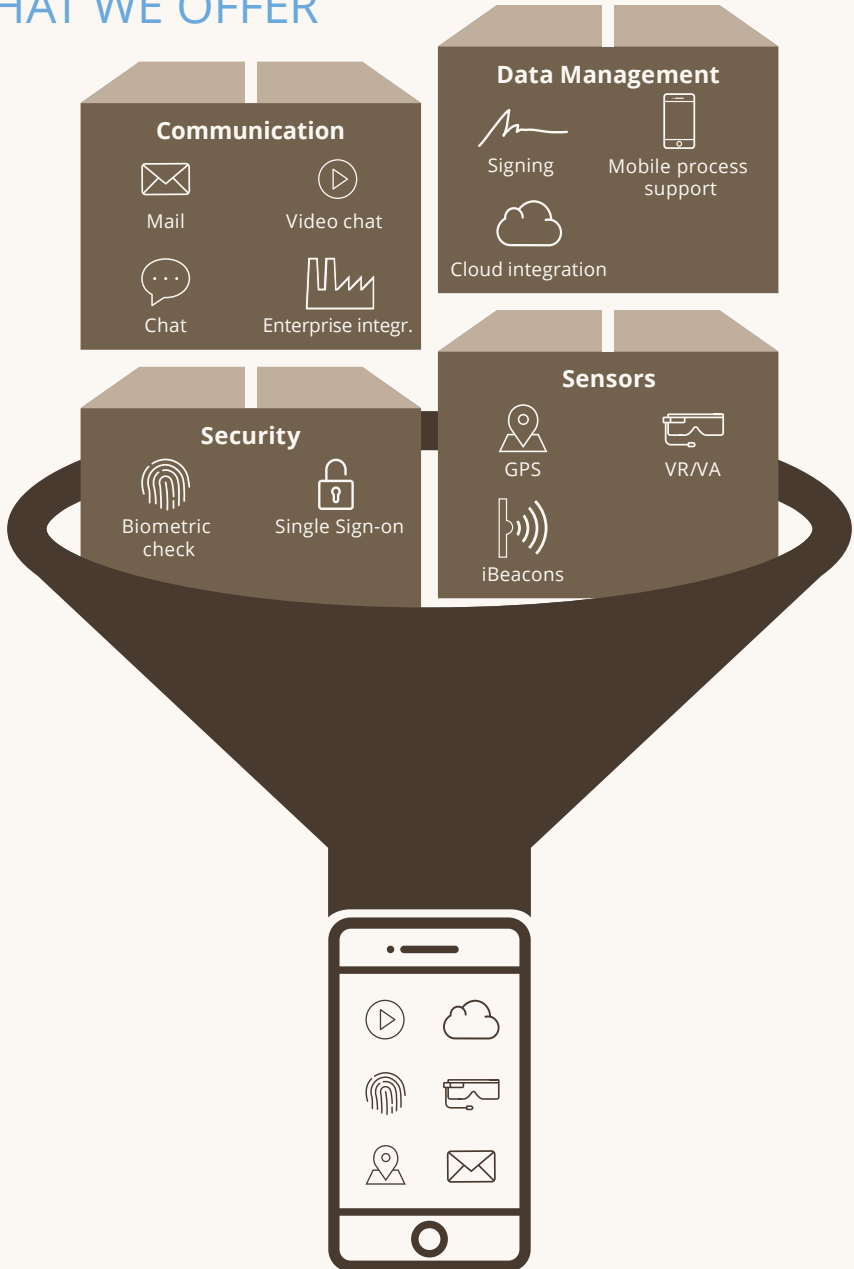 HAT WE OFFER
Communication
Mail
Video chat
Chat
Enterprise integr.
Data Management
Signing
Mobile process
support
Cloud integration
Security
Biometric
check
Single Sign-on
Sensors
GPS
VR/VA
iBeacons